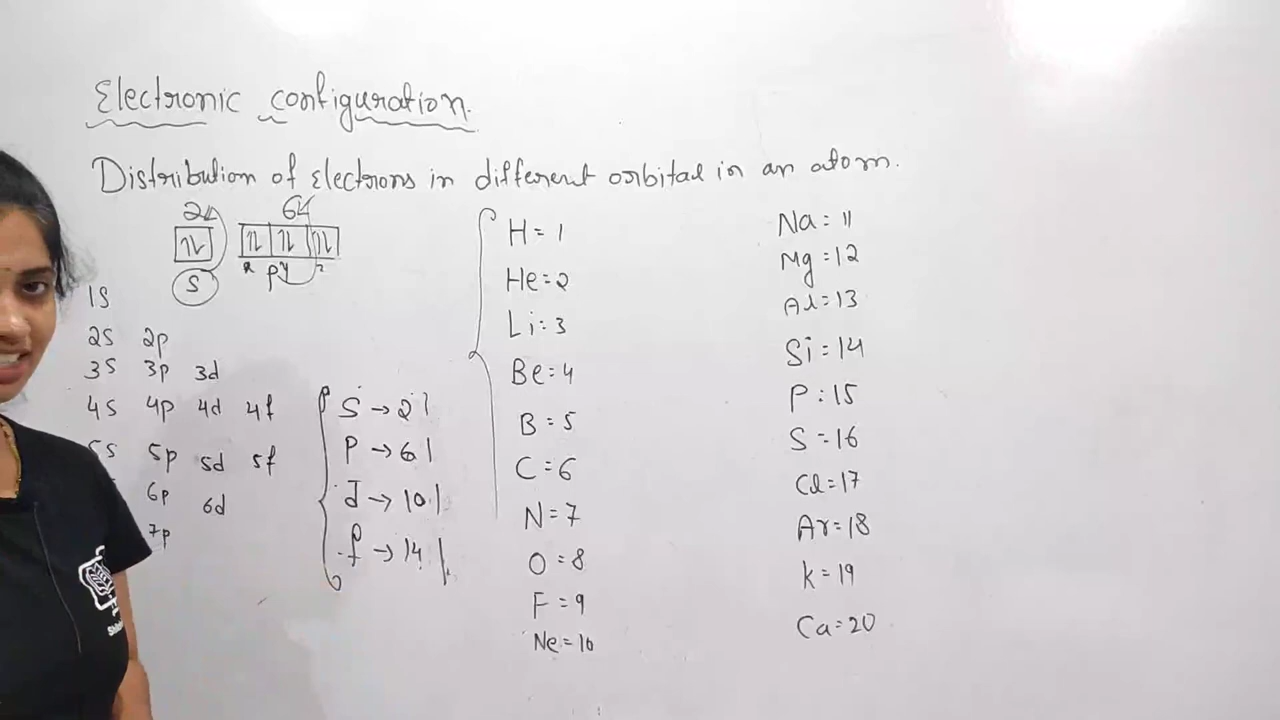 Electronic configuration.
Distribution of Electrons in different orbital in an atom.
s
p
x y z
1S
2S 2p
3S 3p 3d
4S 4p 4d 4f
5S 5p 5d 5f
6p 6d
7p
S → 2
P → 6
d → 10
f → 14
H = 1
He = 2
Li = 3
Be = 4
B = 5
C = 6
N = 7
O = 8
F = 9
Ne = 10
Na = 11
Mg = 12
Al = 13
Si = 14
P = 15
S = 16
Cl = 17
Ar = 18
K = 19
Ca = 20